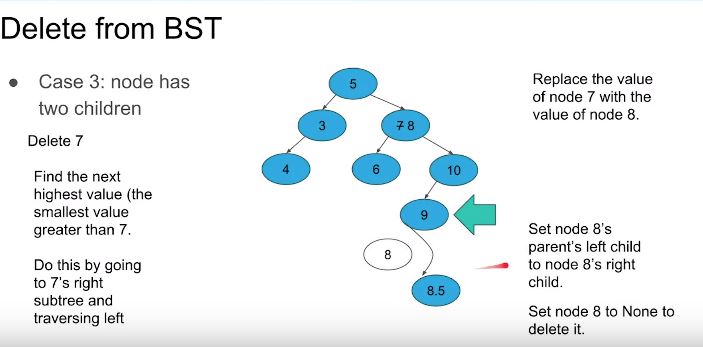 Delete from BST
● Case 3: node has
two children
Delete 7
Find the next
highest value (the
smallest value
greater than 7.
Do this by going
to 7's right
subtree and
traversing left
5
3
7 8
4
6
10
9
8
8.5
Replace the value
of node 7 with the
value of node 8.
Set node 8's
parent's left child
to node 8's right
child.
Set node 8 to None to
delete it.